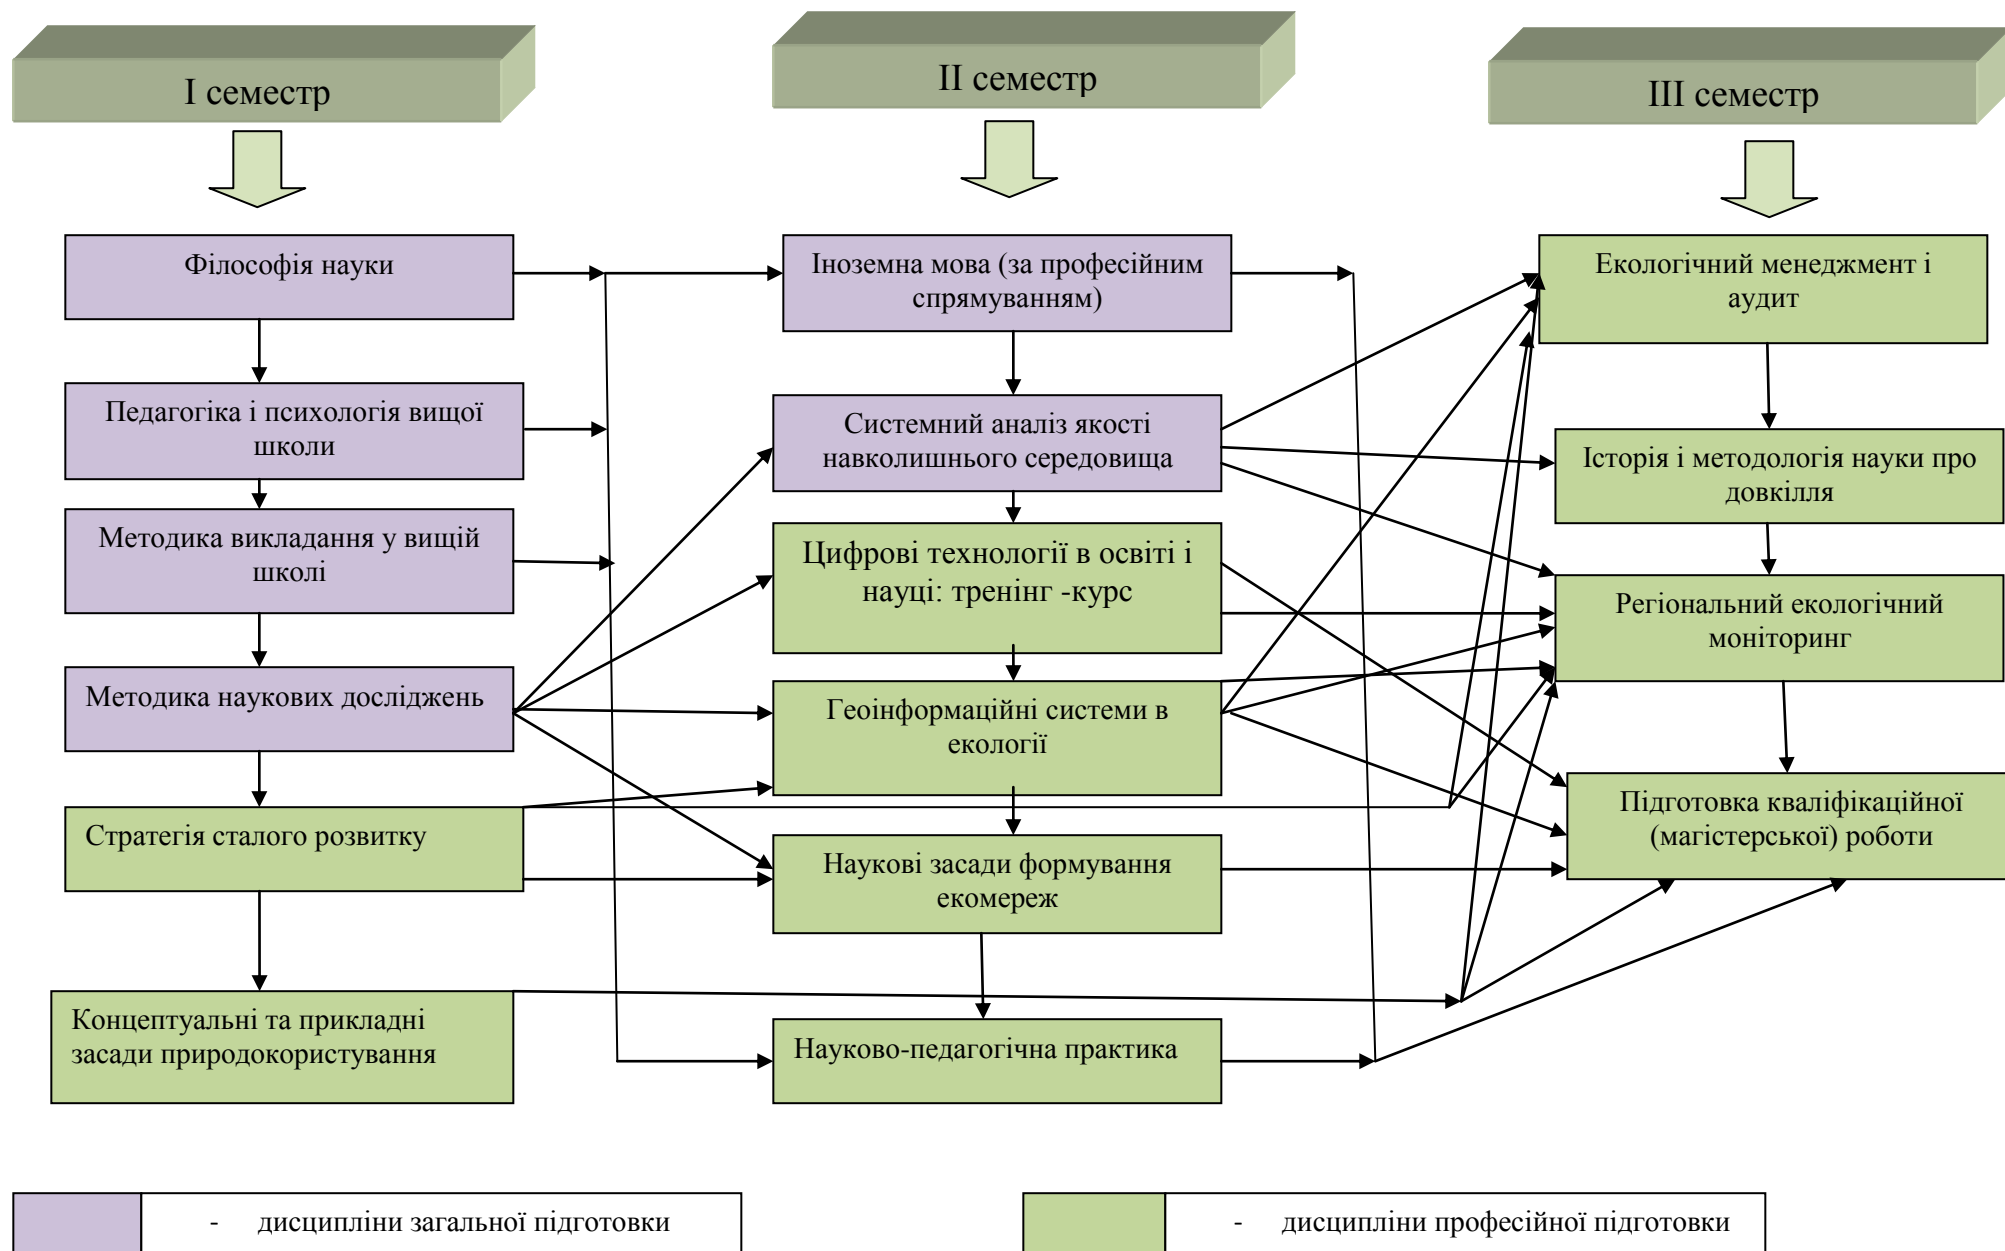 І семестр
ІІ семестр
ІІІ семестр
Філософія науки
Педагогіка і психологія вищої
школи
Методика викладання у вищій
школі
Методика наукових досліджень
Стратегія сталого розвитку
Концептуальні та прикладні
засади природокористування
Іноземна мова (за професійним
спрямуванням)
Системний аналіз якості
навколишнього середовища
Цифрові технології в освіті і
науці: тренінг -курс
Геоінформаційні системи в
екології
Наукові засади формування
екомереж
Науково-педагогічна практика
Екологічний менеджмент і
аудит
Історія і методологія науки про
довкілля
Регіональний екологічний
моніторинг
Підготовка кваліфікаційної
(магістерської) роботи
- дисципліни загальної підготовки
- дисципліни професійної підготовки